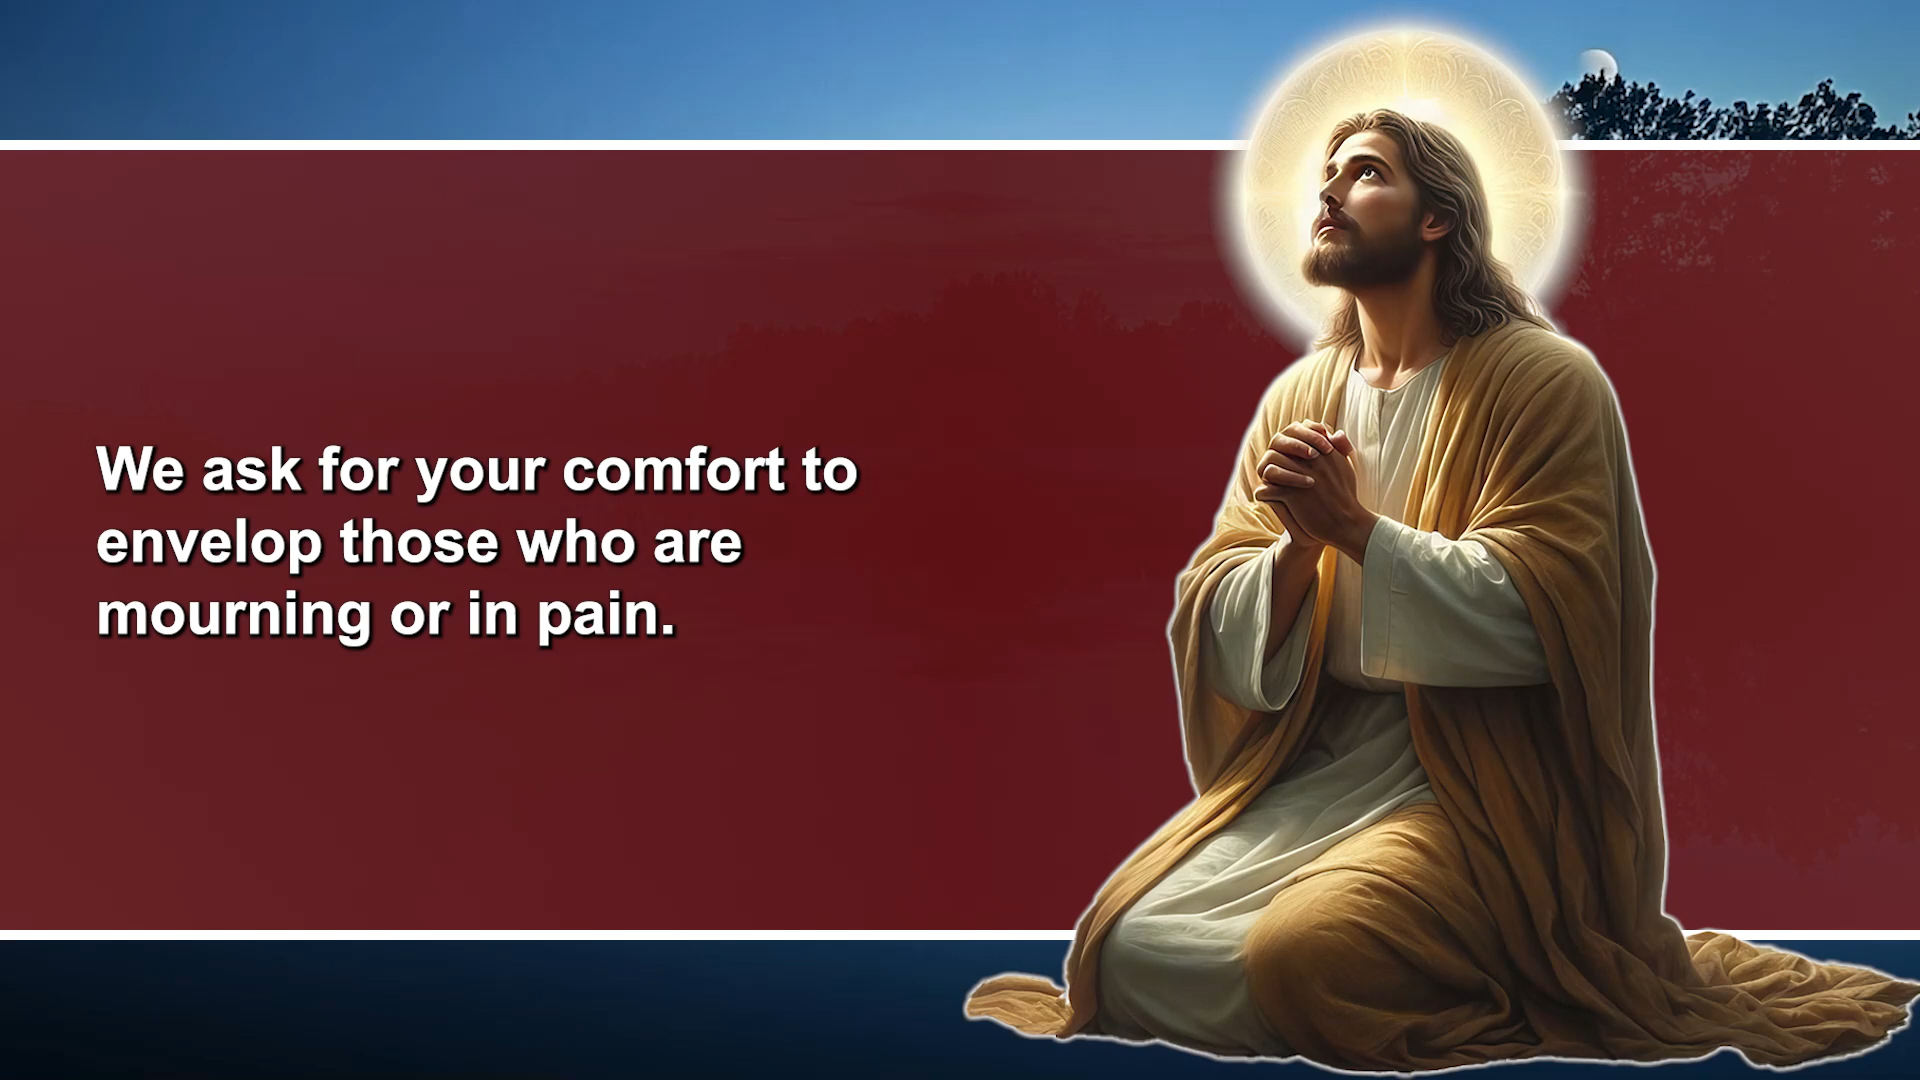 We ask for your comfort to
envelop those who are
mourning or in pain.